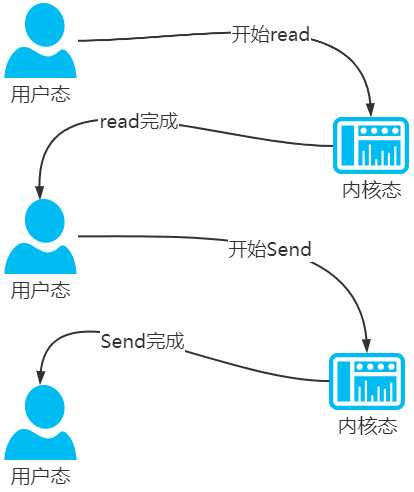 开始read
用户态
read完成
内核态
开始Send
用户态
Send完成
内核态
用户态